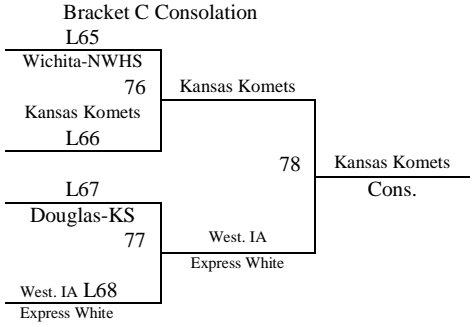 Bracket C Consolation
L65
Wichita-NWHS
76
Kansas Komets
Kansas Komets
L66
78
Kansas Komets
Cons.
L67
Douglas-KS
77
West. IA
Express White
West. IA L68
Express White